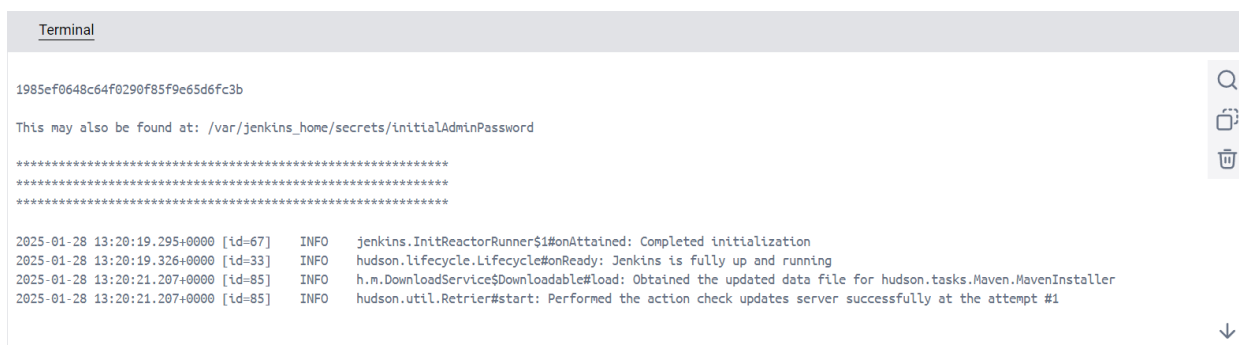 Terminal
1985ef0648c64f0290f85f9e65d6fc3b
This may also be found at: /var/jenkins_home/secrets/initialAdminPassword
*************************************************************
*************************************************************
*************************************************************
2025-01-28 13:20:19.295+0000 [id=67] INFO jenkins.InitReactorRunner$1#onAttained: Completed initialization
2025-01-28 13:20:19.326+0000 [id=33] INFO hudson.lifecycle.Lifecycle#onReady: Jenkins is fully up and running
2025-01-28 13:20:21.207+0000 [id=85] INFO h.m.DownloadService$Downloadable#load: Obtained the updated data file for hudson.tasks.Maven.MavenInstaller
2025-01-28 13:20:21.207+0000 [id=85] INFO hudson.util.Retrier#start: Performed the action check updates server successfully at the attempt #1